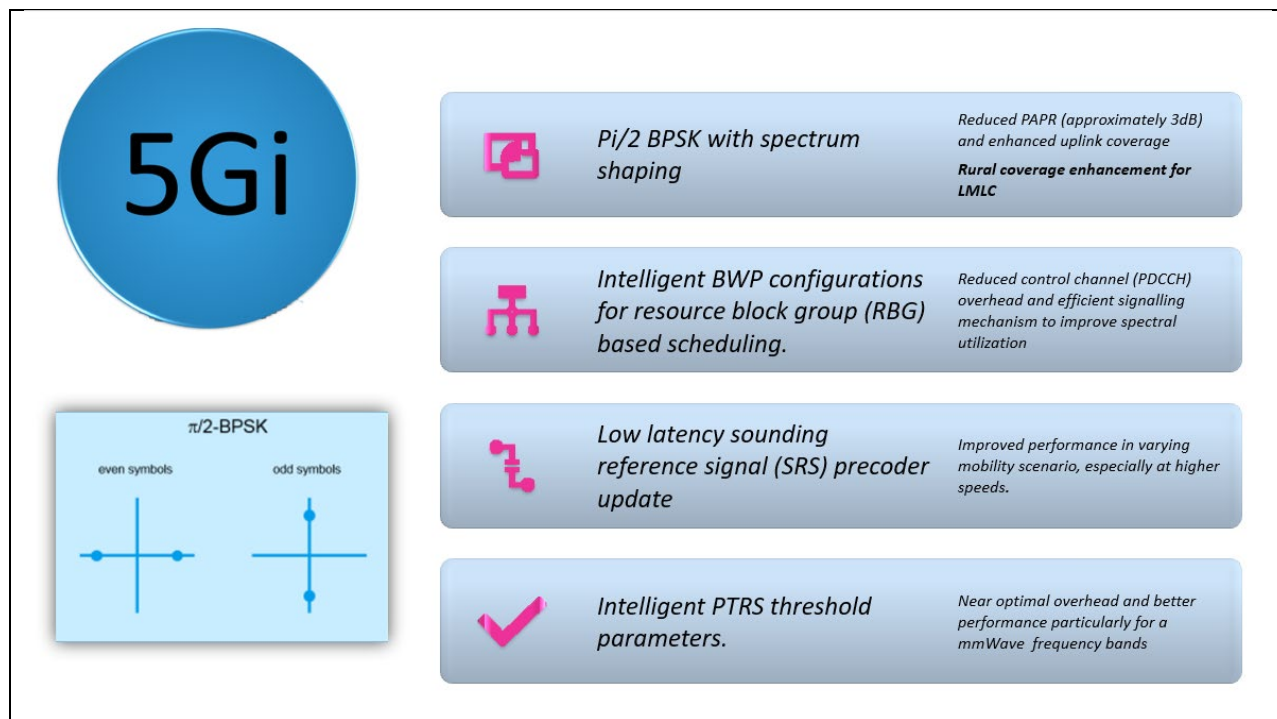 5Gi
π/2-BPSK
even symbols
odd symbols
Pi/2 BPSK with spectrum
shaping
Reduced PAPR (approximately 3dB)
and enhanced uplink coverage
Rural coverage enhancement for
LMLC
Intelligent BWP configurations
for resource block group (RBG)
based scheduling.
Reduced control channel (PDCCH)
overhead and efficient signalling
mechanism to improve spectral
utilization
Low latency sounding
reference signal (SRS) precoder
update
Improved performance in varying
mobility scenario, especially at higher
speeds.
Intelligent PTRS threshold
parameters.
Near optimal overhead and better
performance particularly for a
mmWave frequency bands